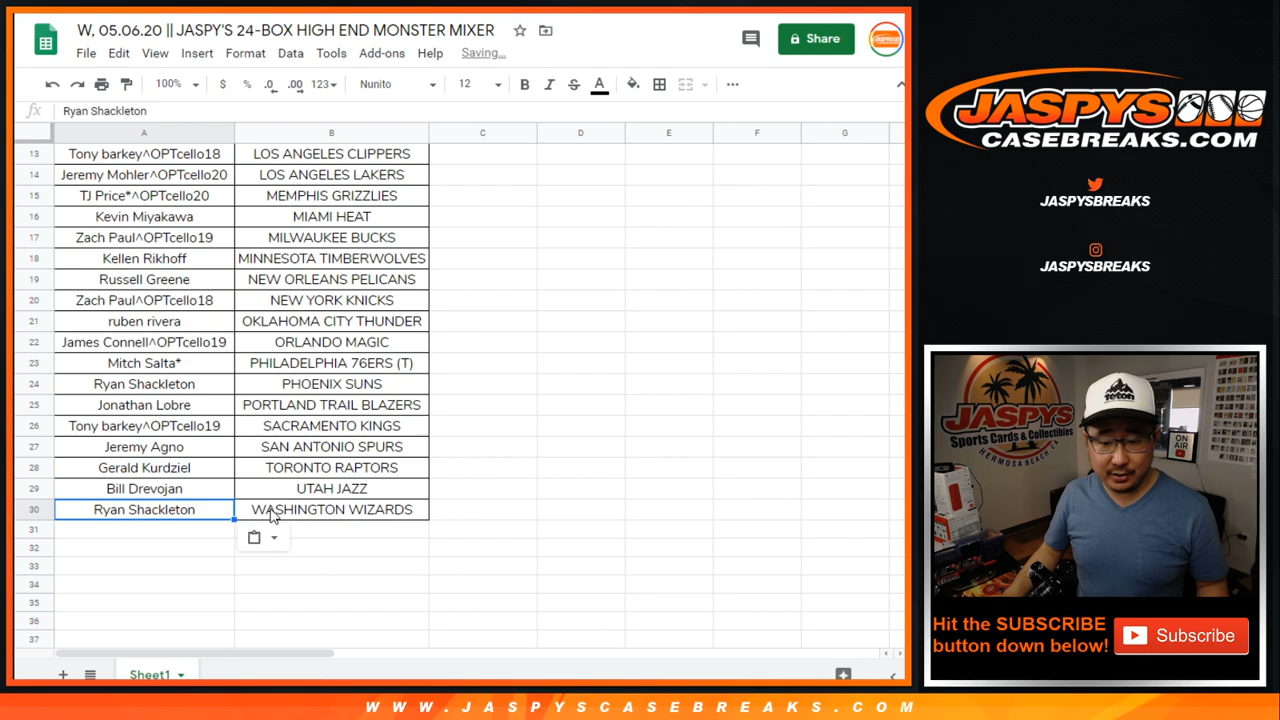 W, 05.06.20 || JASPY'S 24-BOX HIGH END MONSTER MIXER
File Edit View Insert Format Data Tools Add-ons Help Saving...
Share
100% $ % .0 .00 123 Nunito 12 B I S A
fx Ryan Shackleton
A B C D E F G
13 Tony barkey^OPTcello18 LOS ANGELES CLIPPERS
14 Jeremy Mohler^OPTcello20 LOS ANGELES LAKERS
15 TJ Price*^OPTcello20 MEMPHIS GRIZZLIES
16 Kevin Miyakawa MIAMI HEAT
17 Zach Paul^OPTcello19 MILWAUKEE BUCKS
18 Kellen Rikhoff MINNESOTA TIMBERWOLVES
19 Russell Greene NEW ORLEANS PELICANS
20 Zach Paul^OPTcello18 NEW YORK KNICKS
21 ruben rivera OKLAHOMA CITY THUNDER
22 James Connell^OPTcello19 ORLANDO MAGIC
23 Mitch Salta* PHILADELPHIA 76ERS (T)
24 Ryan Shackleton PHOENIX SUNS
25 Jonathan Lobre PORTLAND TRAIL BLAZERS
26 Tony barkey^OPTcello19 SACRAMENTO KINGS
27 Jeremy Agno SAN ANTONIO SPURS
28 Gerald Kurdziel TORONTO RAPTORS
29 Bill Drevojan UTAH JAZZ
30 Ryan Shackleton WASHINGTON WIZARDS
31
32
33
34
35
36
37
Sheet1
JASPYS
CASEBREAKS.COM
JASPYSBREAKS
JASPYSBREAKS
JASPYS
Sports Cards & Collectibles
HERMOSA BEACH
teton
ON
AIR
Hit the SUBSCRIBE
button down below!
Subscribe
WWW.JASPYSCASEBREAKS.COM